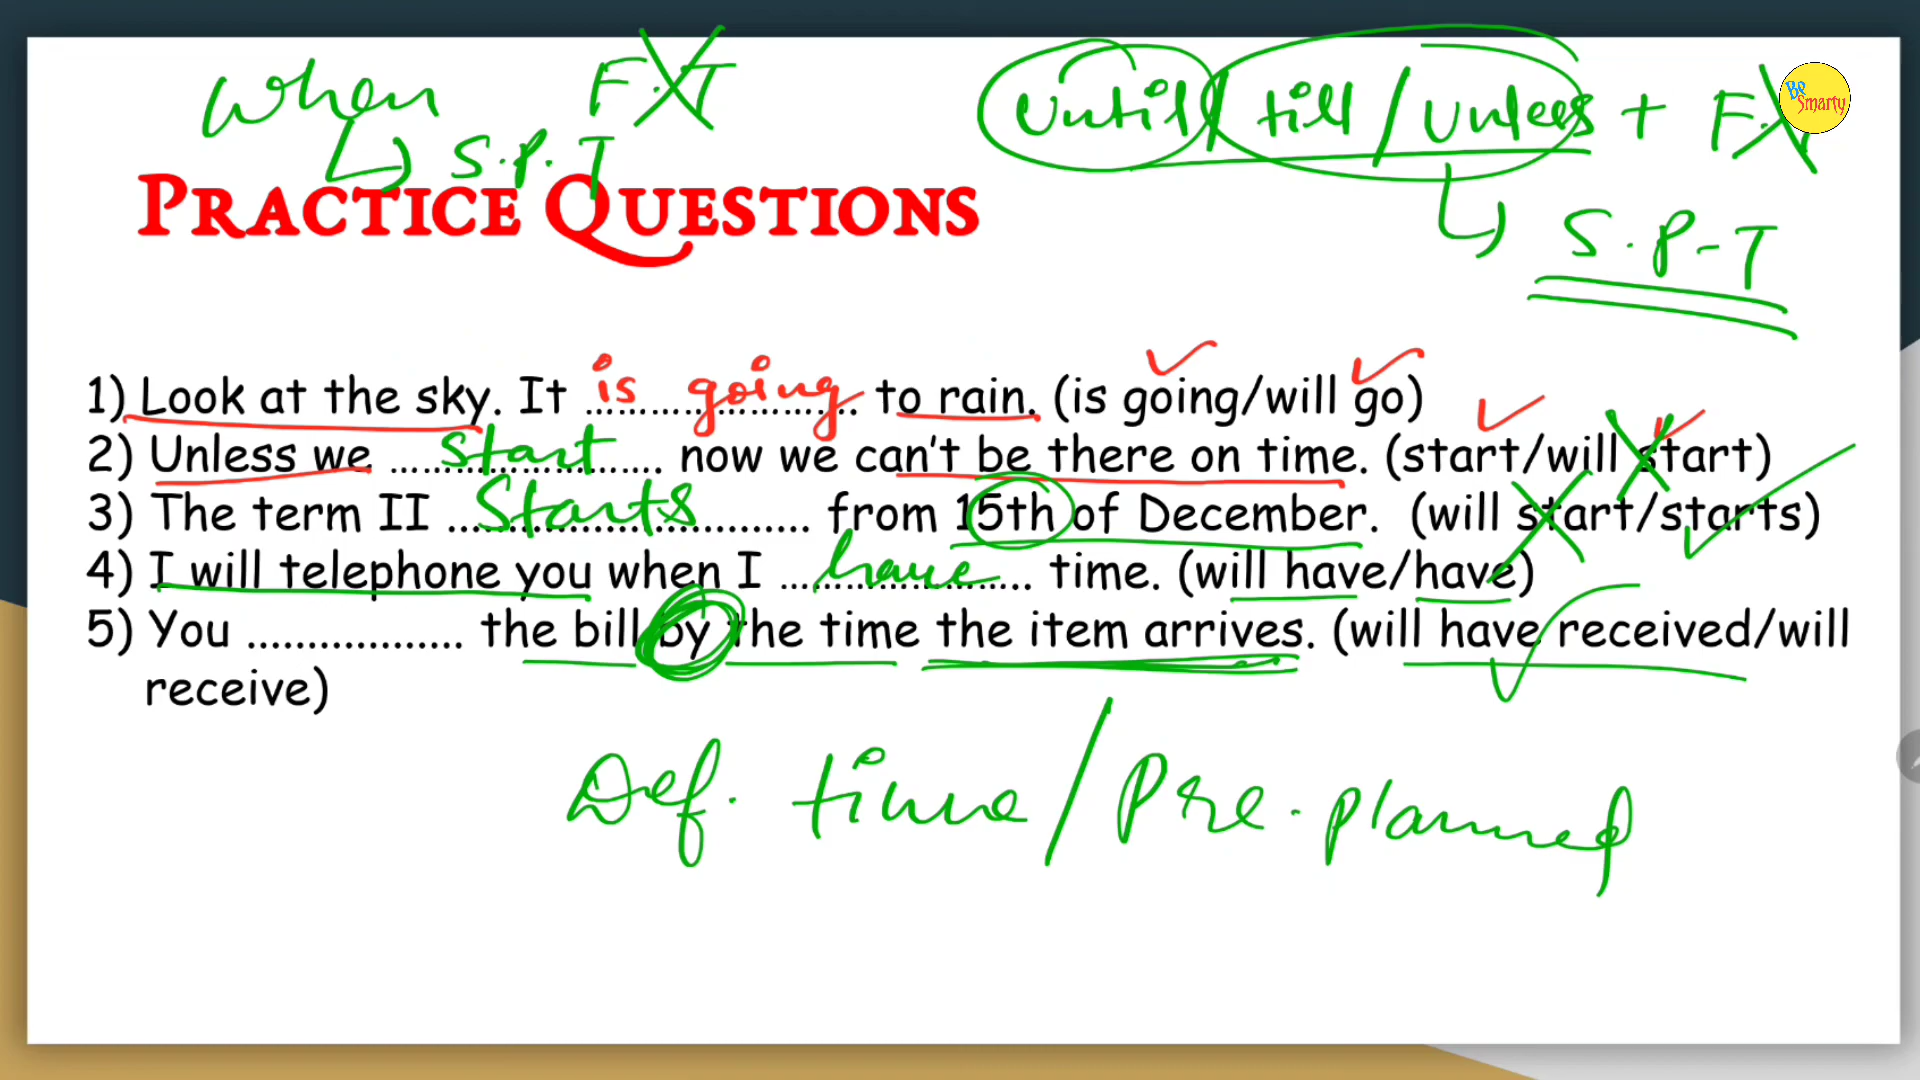 When F.T until/till/unless + F.T
Be Smarty
S.P.T
S.P-T
PRACTICE QUESTIONS
1) Look at the sky. It ...is going... to rain. (is going/will go)
2) Unless we ...start... now we can't be there on time. (start/will start)
3) The term II ...Starts... from 15th of December. (will start/starts)
4) I will telephone you when I ...have... time. (will have/have)
5) You .................. the bill by the time the item arrives. (will have received/will
receive)
Def. time/Pre-planned